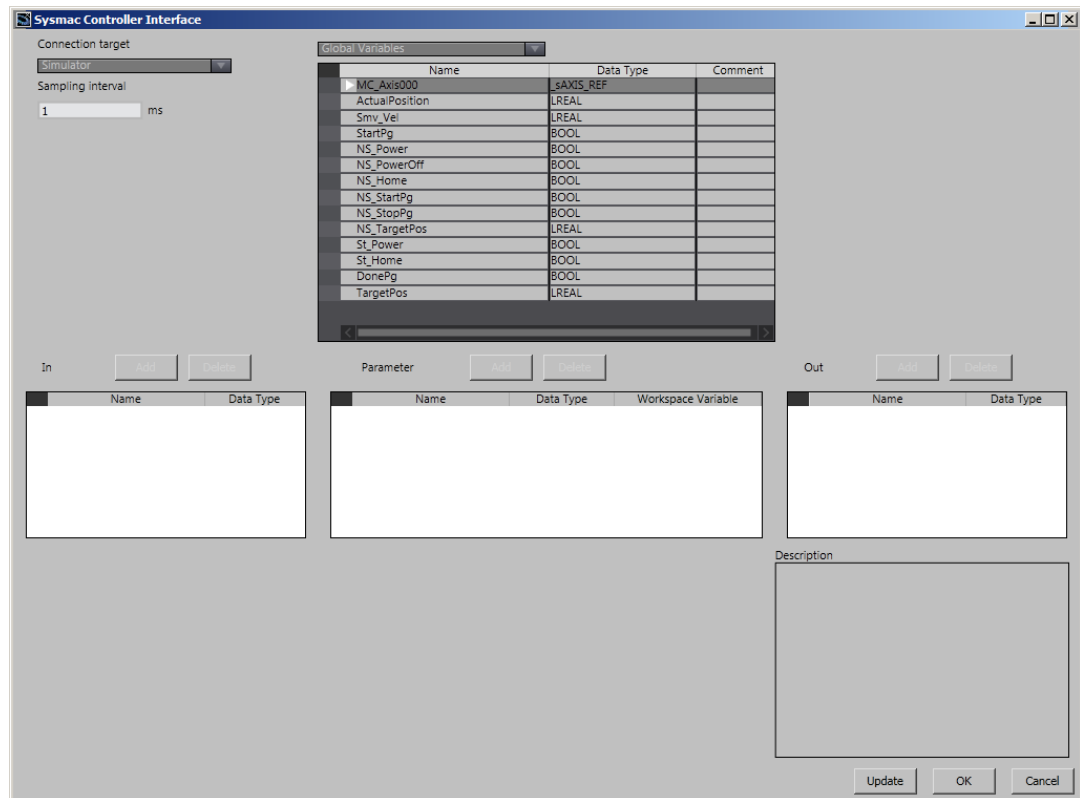 Sysmac Controller Interface
Connection target
Simulator
Sampling interval
1 ms
Global Variables
Name Data Type Comment
MC_Axis000 _sAXIS_REF
ActualPosition LREAL
Smv_Vel LREAL
StartPg BOOL
NS_Power BOOL
NS_PowerOff BOOL
NS_Home BOOL
NS_StartPg BOOL
NS_StopPg BOOL
NS_TargetPos LREAL
St_Power BOOL
St_Home BOOL
DonePg BOOL
TargetPos LREAL
In Add Delete
Name Data Type
Parameter Add Delete
Name Data Type Workspace Variable
Out Add Delete
Name Data Type
Description
Update OK Cancel